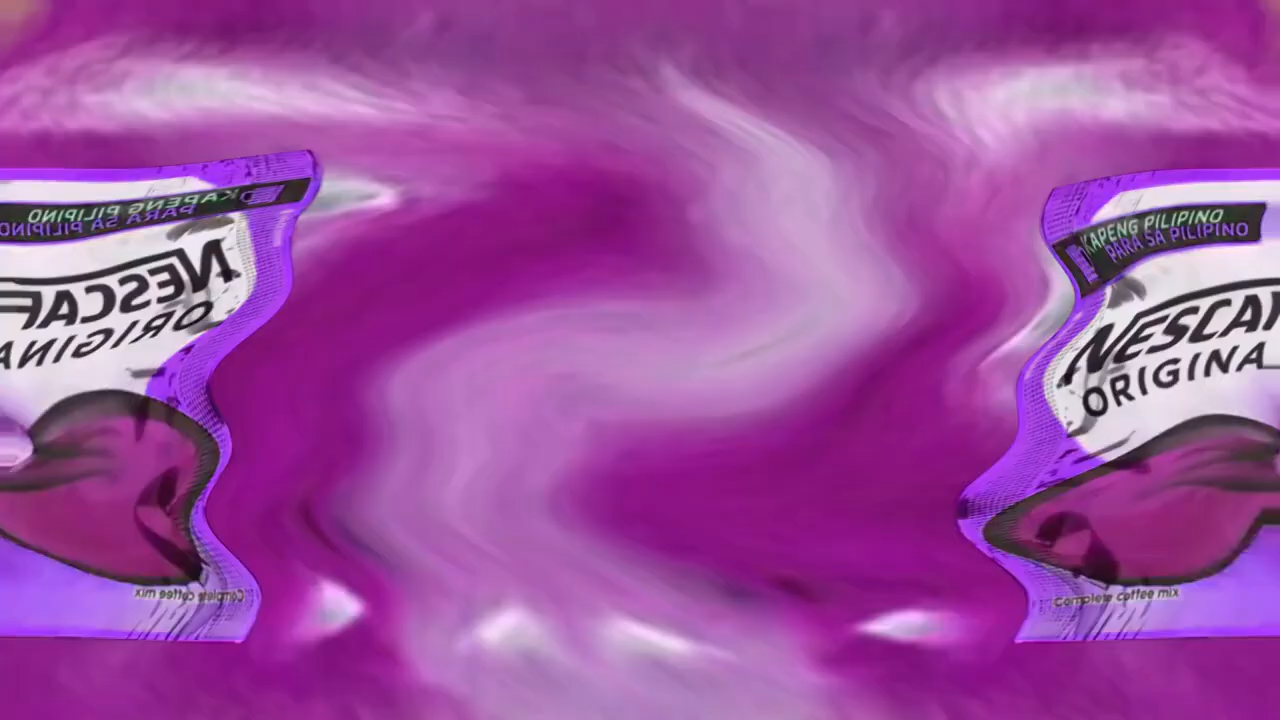 KAPENG PILIPINO
PARA SA PILIPINO
NESCAF
ORIGINA
Complete coffee mix
KAPENG PILIPINO
PARA SA PILIPINO
NESCAF
ORIGINA
Complete coffee mix